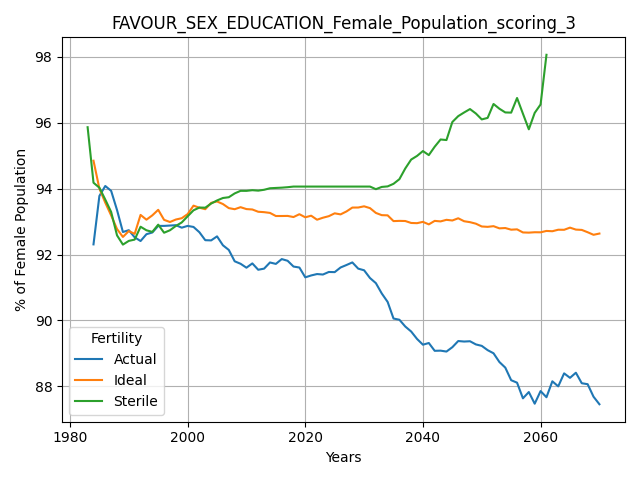 FAVOUR_SEX_EDUCATION_Female_Population_scoring_3
% of Female Population
98
96
94
92
90
88
Fertility
Actual
Ideal
Sterile
1980 2000 2020 2040 2060
Years